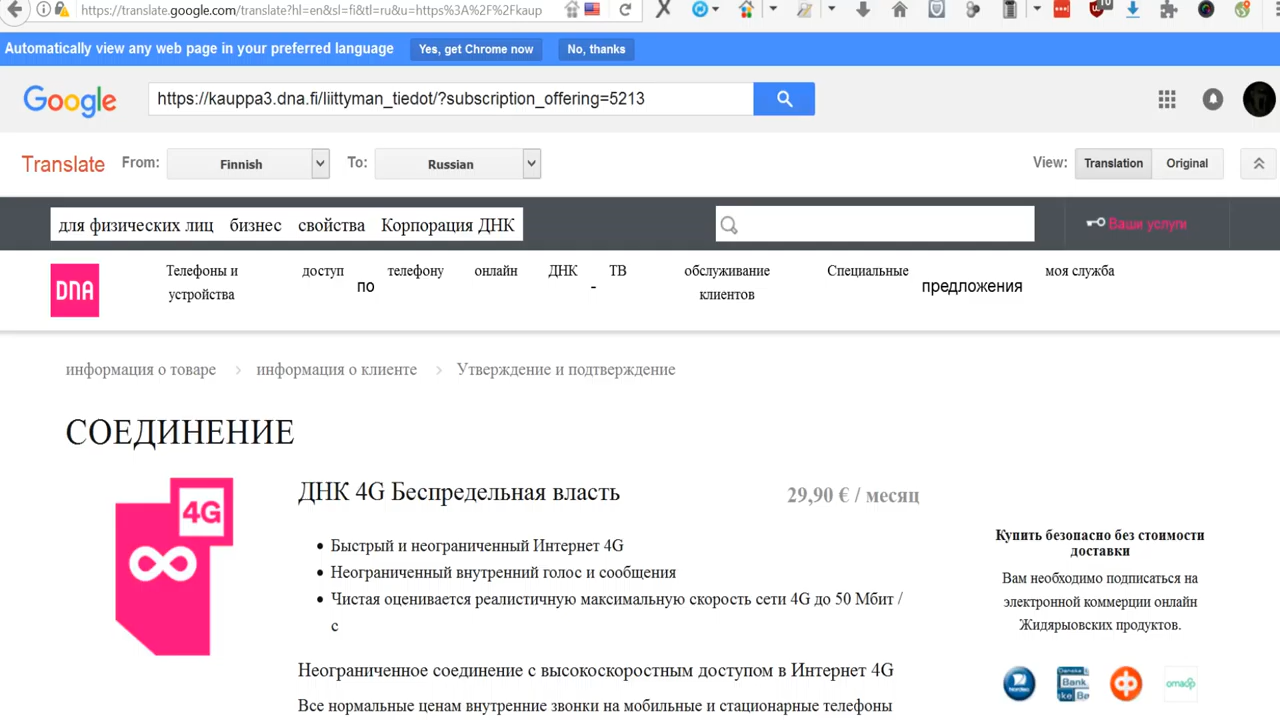 https://translate.google.com/translate?hl=en&sl=fi&tl=ru&u=https%3A%2F%2Fkaup
10
Automatically view any web page in your preferred language Yes, get Chrome now No, thanks
Google https://kauppa3.dna.fi/liittyman_tiedot/?subscription_offering=5213
Translate From: Finnish To: Russian View: Translation Original
для физических лиц бизнес свойства Корпорация ДНК Ваши услуги
DNA
Телефоны и устройства
доступ по телефону
онлайн
ДНК - ТВ
обслуживание клиентов
Специальные предложения
моя служба
информация о товаре информация о клиенте Утверждение и подтверждение
СОЕДИНЕНИЕ
4G
ДНК 4G Беспредельная власть 29,90 € / месяц
Быстрый и неограниченный Интернет 4G
Неограниченный внутренний голос и сообщения
Чистая оценивается реалистичную максимальную скорость сети 4G до 50 Мбит /
с
Неограниченное соединение с высокоскоростным доступом в Интернет 4G
Все нормальные ценам внутренние звонки на мобильные и стационарные телефоны
Купить безопасно без стоимости
доставки
Вам необходимо подписаться на
электронной коммерции онлайн
Жидярыовских продуктов.
Nordea
Danske Bank
omasp